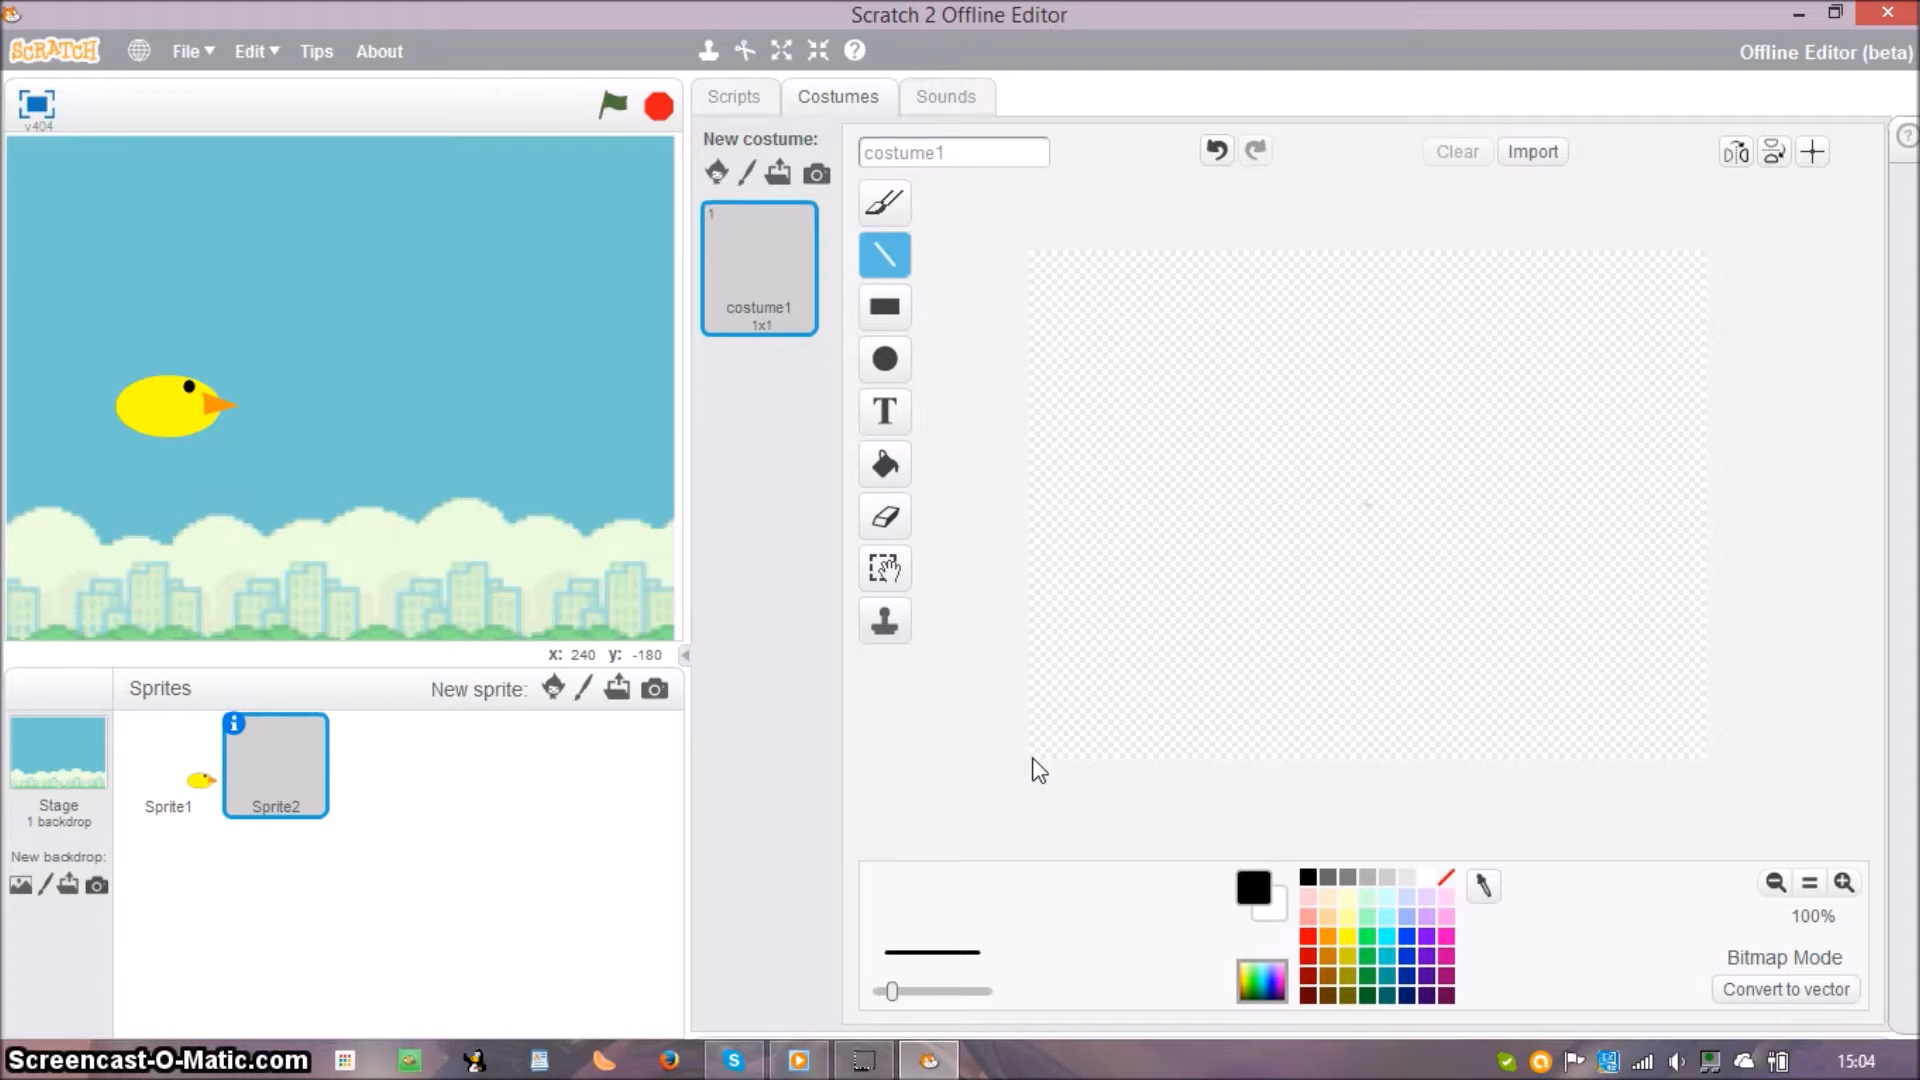 Scratch 2 Offline Editor
SCRATCH File Edit Tips About Offline Editor (beta)
v404
Scripts Costumes Sounds
New costume:
costume1
Clear Import
1
costume1
1x1
T
x: 240 y: -180
Sprites New sprite:
Stage
1 backdrop
Sprite1
Sprite2
New backdrop:
100%
Bitmap Mode
Convert to vector
Screencast-O-Matic.com
15:04